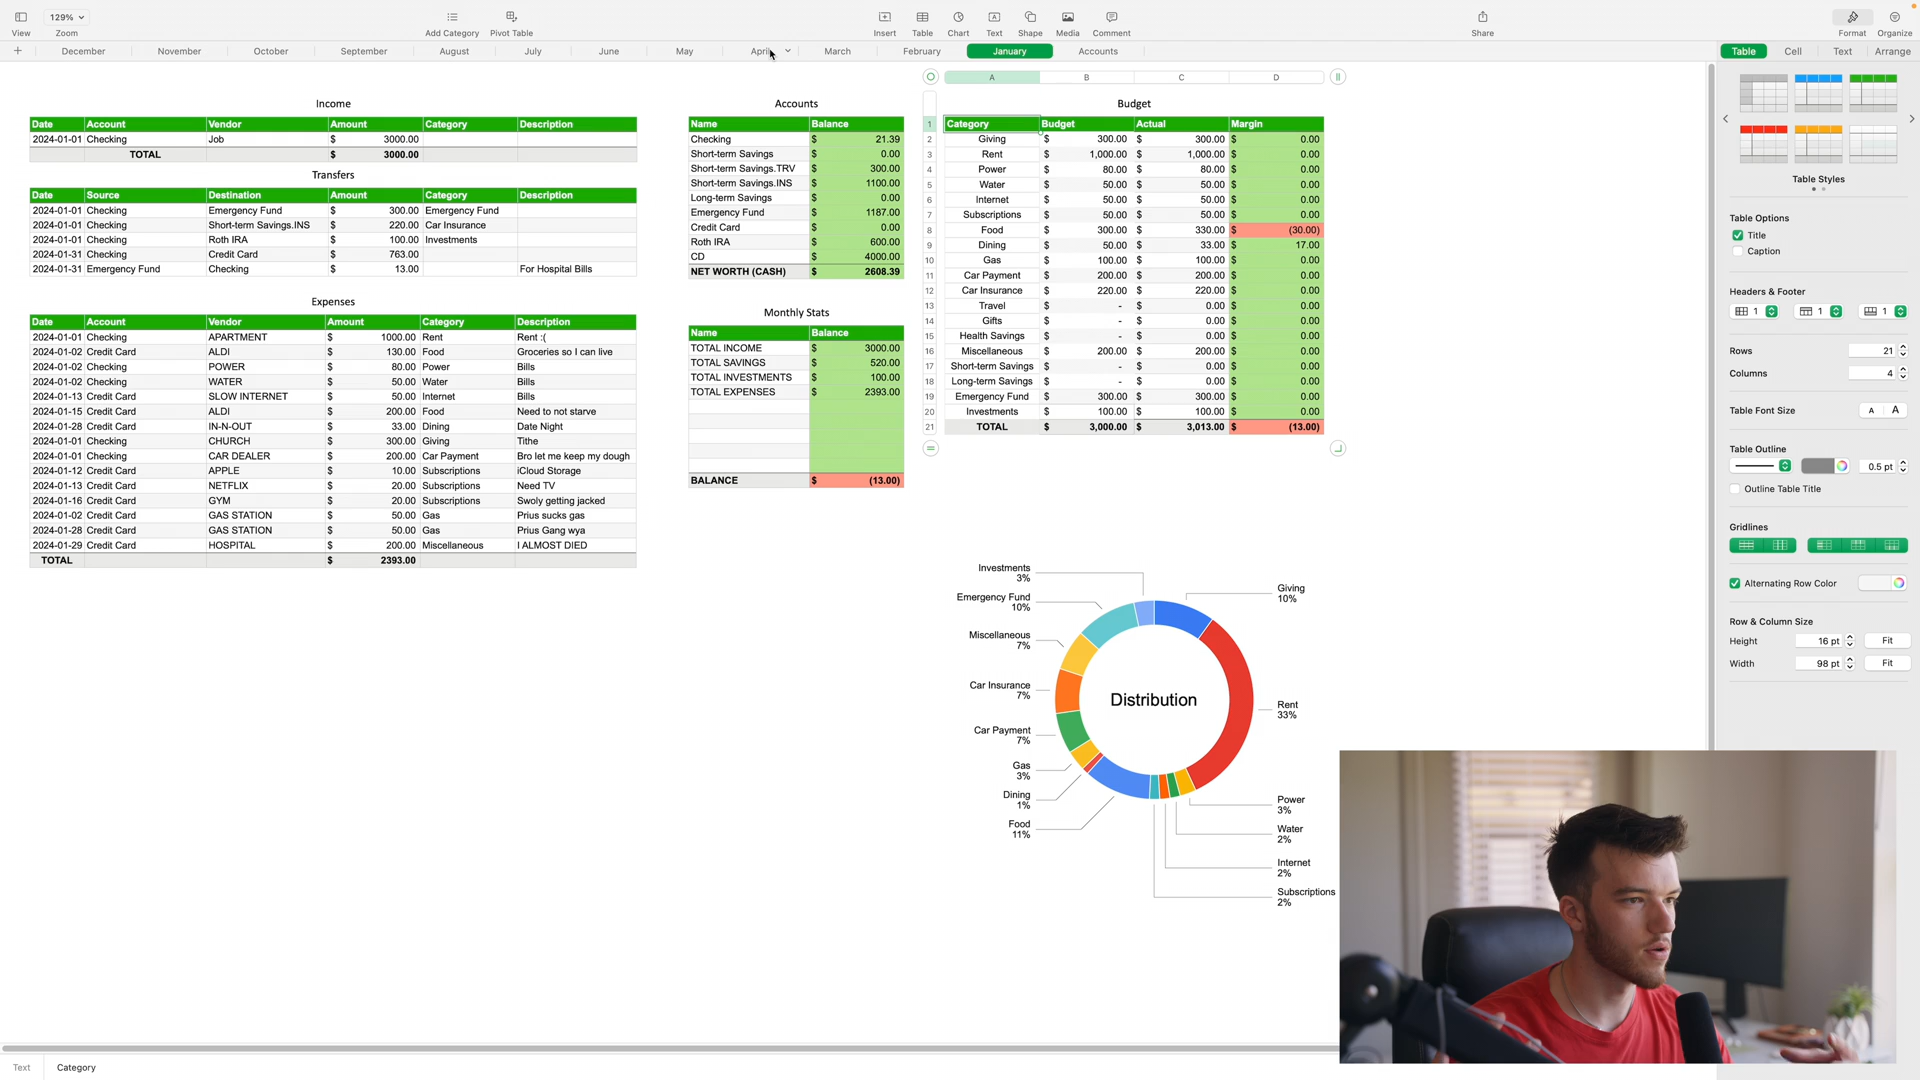 129%
View
Zoom
Add Category
Pivot Table
Insert
Table
Chart
Text
Shape
Media
Comment
Share
Format
Organize
December November October September August July June May April March February January Accounts
Table Cell Text Arrange
A B C D
Income
Date Account Vendor Amount Category Description
2024-01-01 Checking Job $ 3000.00
TOTAL $ 3000.00
Transfers
Date Source Destination Amount Category Description
2024-01-01 Checking Emergency Fund $ 300.00 Emergency Fund
2024-01-01 Checking Short-term Savings.INS $ 220.00 Car Insurance
2024-01-01 Checking Roth IRA $ 100.00 Investments
2024-01-31 Checking Credit Card $ 763.00
2024-01-31 Emergency Fund Checking $ 13.00 For Hospital Bills
Expenses
Date Account Vendor Amount Category Description
2024-01-01 Checking APARTMENT $ 1000.00 Rent Rent :(
2024-01-02 Credit Card ALDI $ 130.00 Food Groceries so I can live
2024-01-02 Checking POWER $ 80.00 Power Bills
2024-01-02 Checking WATER $ 50.00 Water Bills
2024-01-13 Credit Card SLOW INTERNET $ 50.00 Internet Bills
2024-01-15 Credit Card ALDI $ 200.00 Food Need to not starve
2024-01-28 Credit Card IN-N-OUT $ 33.00 Dining Date Night
2024-01-01 Checking CHURCH $ 300.00 Giving Tithe
2024-01-01 Checking CAR DEALER $ 200.00 Car Payment Bro let me keep my dough
2024-01-12 Credit Card APPLE $ 10.00 Subscriptions iCloud Storage
2024-01-13 Credit Card NETFLIX $ 20.00 Subscriptions Need TV
2024-01-16 Credit Card GYM $ 20.00 Subscriptions Swoly getting jacked
2024-01-02 Credit Card GAS STATION $ 50.00 Gas Prius sucks gas
2024-01-28 Credit Card GAS STATION $ 50.00 Gas Prius Gang wya
2024-01-29 Credit Card HOSPITAL $ 200.00 Miscellaneous I ALMOST DIED
TOTAL $ 2393.00
Accounts
Name Balance
Checking $ 21.39
Short-term Savings $ 0.00
Short-term Savings.TRV $ 300.00
Short-term Savings.INS $ 1100.00
Long-term Savings $ 0.00
Emergency Fund $ 1187.00
Credit Card $ 0.00
Roth IRA $ 600.00
CD $ 4000.00
NET WORTH (CASH) $ 2608.39
Monthly Stats
Name Balance
TOTAL INCOME $ 3000.00
TOTAL SAVINGS $ 520.00
TOTAL INVESTMENTS $ 100.00
TOTAL EXPENSES $ 2393.00
BALANCE $ (13.00)
Budget
1 Category Budget Actual Margin
2 Giving $ 300.00 $ 300.00 $ 0.00
3 Rent $ 1,000.00 $ 1,000.00 $ 0.00
4 Power $ 80.00 $ 80.00 $ 0.00
5 Water $ 50.00 $ 50.00 $ 0.00
6 Internet $ 50.00 $ 50.00 $ 0.00
7 Subscriptions $ 50.00 $ 50.00 $ 0.00
8 Food $ 300.00 $ 330.00 $ (30.00)
9 Dining $ 50.00 $ 33.00 $ 17.00
10 Gas $ 100.00 $ 100.00 $ 0.00
11 Car Payment $ 200.00 $ 200.00 $ 0.00
12 Car Insurance $ 220.00 $ 220.00 $ 0.00
13 Travel $ - $ 0.00 $ 0.00
14 Gifts $ - $ 0.00 $ 0.00
15 Health Savings $ - $ 0.00 $ 0.00
16 Miscellaneous $ 200.00 $ 200.00 $ 0.00
17 Short-term Savings $ - $ 0.00 $ 0.00
18 Long-term Savings $ - $ 0.00 $ 0.00
19 Emergency Fund $ 300.00 $ 300.00 $ 0.00
20 Investments $ 100.00 $ 100.00 $ 0.00
21 TOTAL $ 3,000.00 $ 3,013.00 $ (13.00)
Investments
3%
Emergency Fund
10%
Miscellaneous
7%
Car Insurance
7%
Car Payment
7%
Gas
3%
Dining
1%
Food
11%
Distribution
Giving
10%
Rent
33%
Power
3%
Water
2%
Internet
2%
Subscriptions
2%
Table Styles
Table Options
Title
Caption
Headers & Footer
1 1 1
Rows 21
Columns 4
Table Font Size A A
Table Outline
0.5 pt
Outline Table Title
Gridlines
Alternating Row Color
Row & Column Size
Height 16 pt Fit
Width 98 pt Fit
Text Category